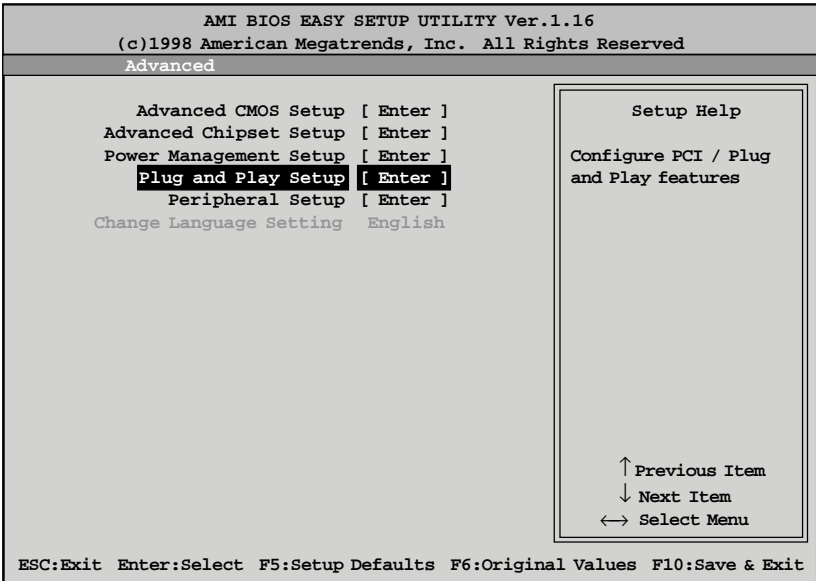 AMI BIOS EASY SETUP UTILITY Ver.1.16
(c)1998 American Megatrends, Inc. All Rights Reserved
Advanced
Advanced CMOS Setup [ Enter ]
Advanced Chipset Setup [ Enter ]
Power Management Setup [ Enter ]
Plug and Play Setup [ Enter ]
Peripheral Setup [ Enter ]
Change Language Setting English
Setup Help
Configure PCI / Plug
and Play features
↑ Previous Item
↓ Next Item
←→ Select Menu
ESC:Exit Enter:Select F5:Setup Defaults F6:Original Values F10:Save & Exit